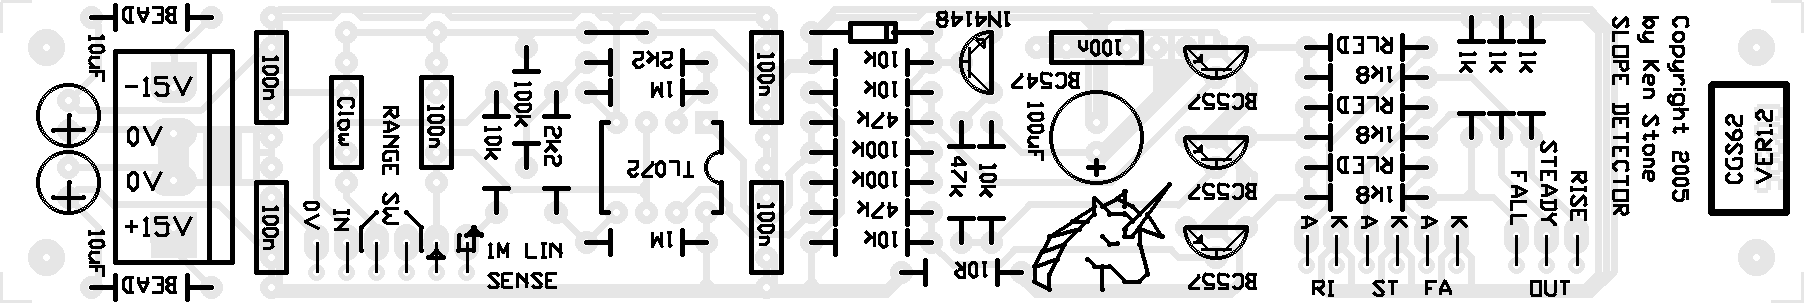 BEAD
10uF
-15V
0V
0V
+15V
10uF
BEAD
100n
100n
Clow
RANGE SW
100n
0V
IN
10k
100k
2k2
1M LIN
SENSE
2k2
1M
TL072
1M
100n
100n
1N4148
10k
10k
47k
100k
100k
47k
10k
47k
10k
10R
BC547
100n
100uF
BC557
BC557
BC557
RLED
1k8
RLED
1k8
RLED
1k8
A K A K A K
RI ST FA
1k
1k
1k
FALL
STEADY
RISE
OUT
Copyright 2005
by Ken Stone
SLOPE DETECTOR
CGS62
VER1.2